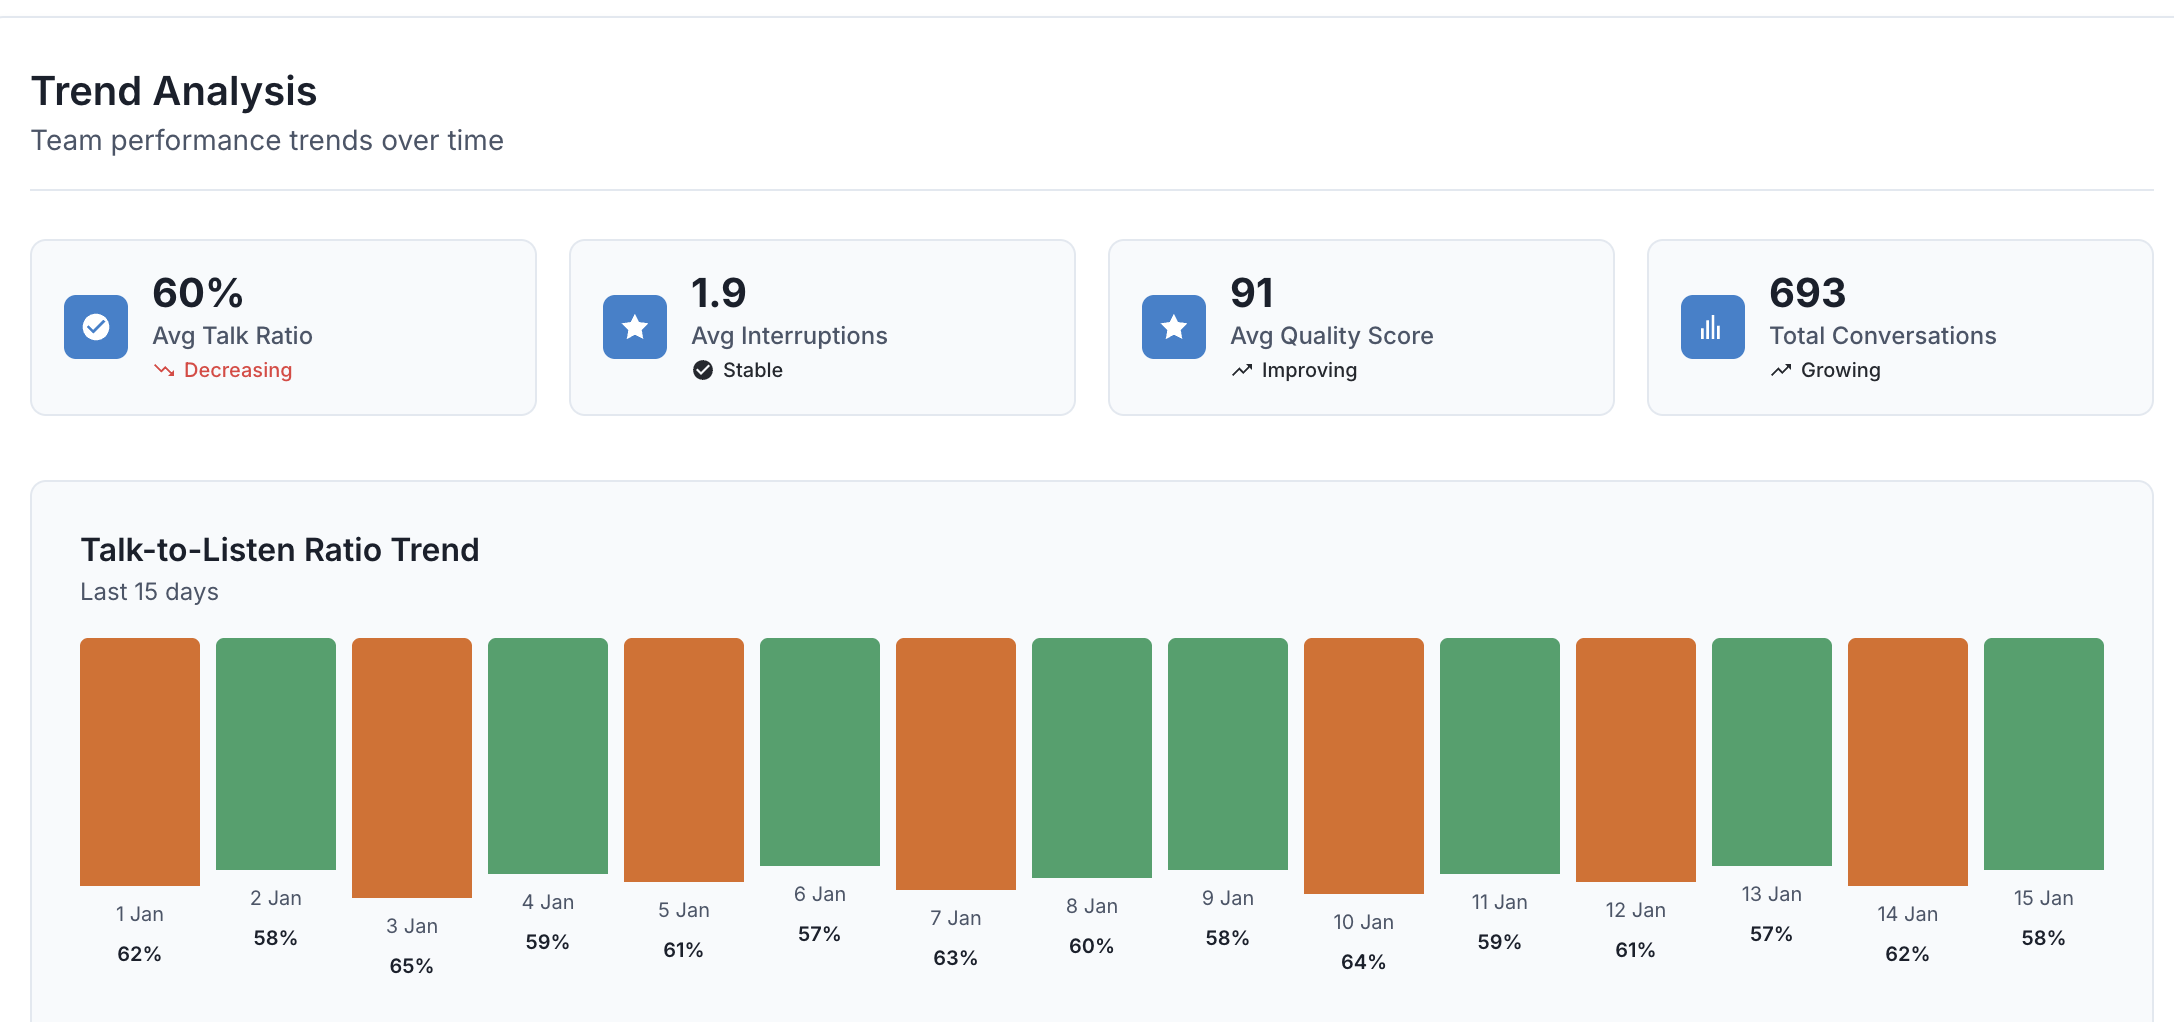 Trend Analysis
Team performance trends over time
60%
Avg Talk Ratio
Decreasing
1.9
Avg Interruptions
Stable
91
Avg Quality Score
Improving
693
Total Conversations
Growing
Talk-to-Listen Ratio Trend
Last 15 days
1 Jan
62%
2 Jan
58%
3 Jan
65%
4 Jan
59%
5 Jan
61%
6 Jan
57%
7 Jan
63%
8 Jan
60%
9 Jan
58%
10 Jan
64%
11 Jan
59%
12 Jan
61%
13 Jan
57%
14 Jan
62%
15 Jan
58%